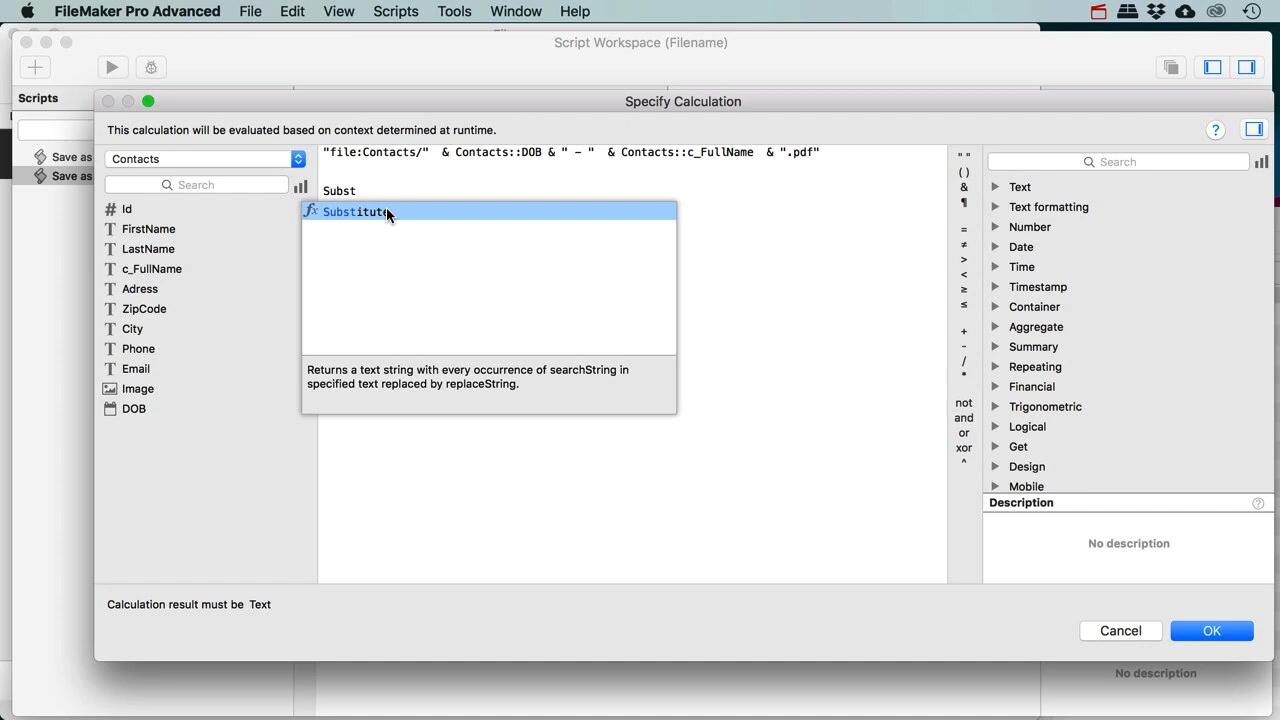 FileMaker Pro Advanced File Edit View Scripts Tools Window Help
Script Workspace (Filename)
Scripts
Save as
Save as
Specify Calculation
This calculation will be evaluated based on context determined at runtime.
?
Contacts
Search
# Id
T FirstName
T LastName
T c_FullName
T Adress
T ZipCode
T City
T Phone
T Email
Image
DOB
"file:Contacts/" & Contacts::DOB & " - " & Contacts::c_FullName & ".pdf"
Subst
fx Substitute
Returns a text string with every occurrence of searchString in
specified text replaced by replaceString.
" "
( )
&
¶
=
≠
>
<
≥
≤
+
-
/
*
not
and
or
xor
^
Search
Text
Text formatting
Number
Date
Time
Timestamp
Container
Aggregate
Summary
Repeating
Financial
Trigonometric
Logical
Get
Design
Mobile
Description ?
No description
Calculation result must be Text
Cancel OK
No description